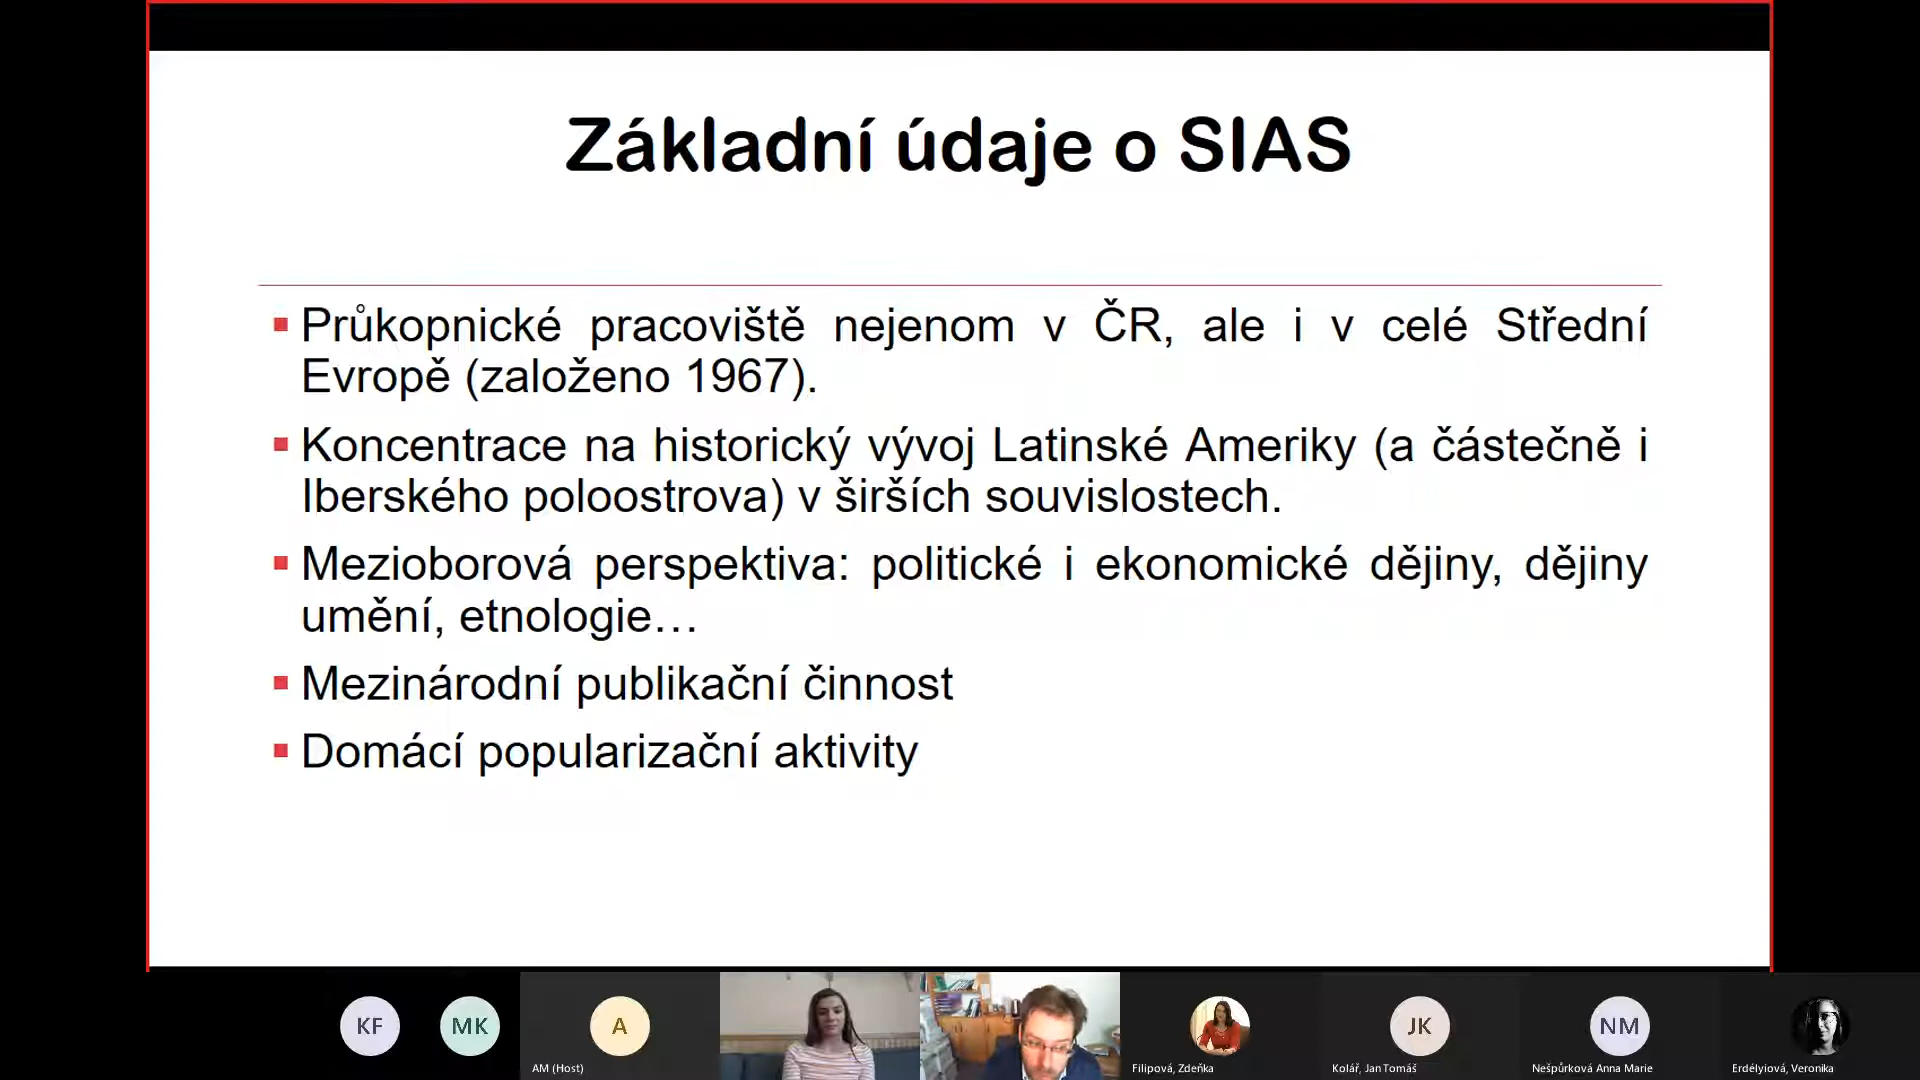 Základní údaje o SIAS
Průkopnické pracoviště nejenom v ČR, ale i v celé Střední
Evropě (založeno 1967).
Koncentrace na historický vývoj Latinské Ameriky (a částečně i
Iberského poloostrova) v širších souvislostech.
Mezioborová perspektiva: politické i ekonomické dějiny, dějiny
umění, etnologie…
Mezinárodní publikační činnost
Domácí popularizační aktivity
KF
MK
A
JK
NM
AM (Host)
Filipová, Zdeňka
Kolář, Jan Tomáš
Nešpůrková Anna Marie
Erdélyiová, Veronika